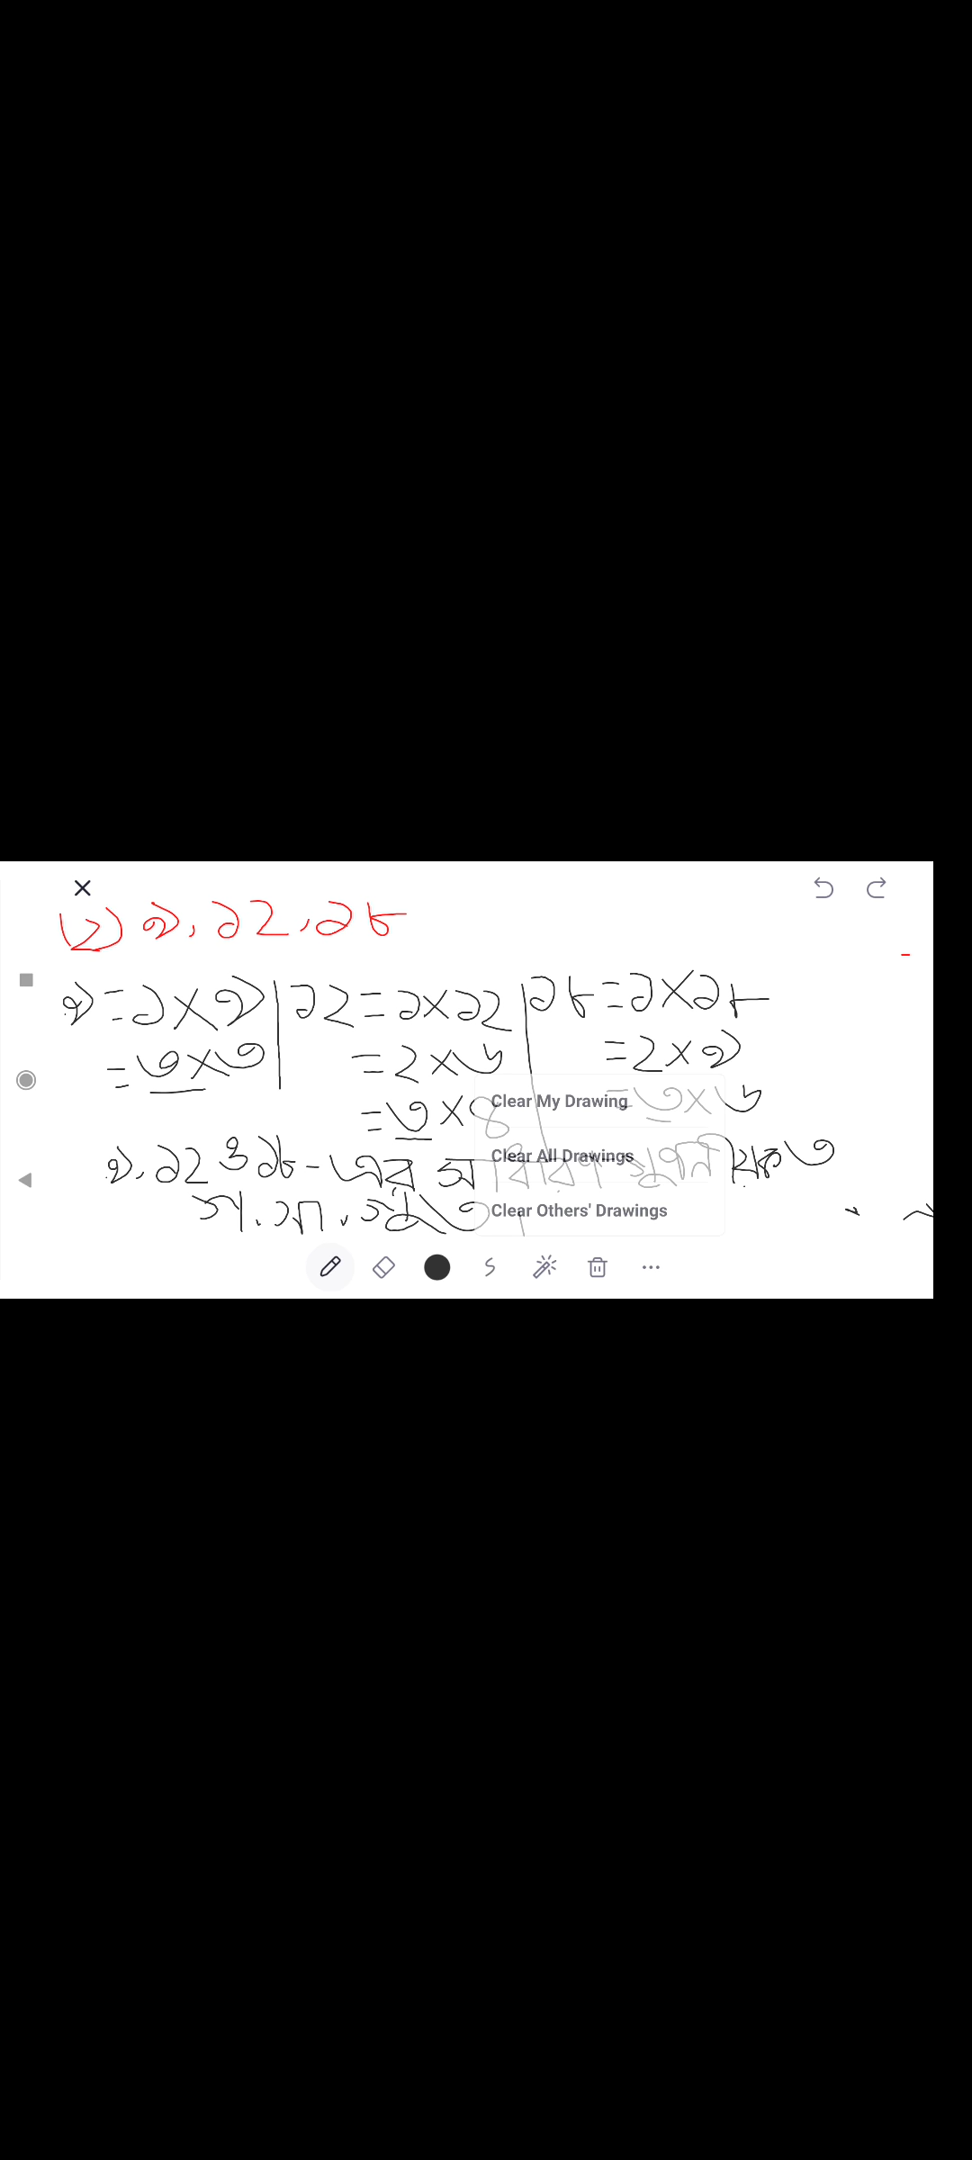 (২) ৯, ১২, ১৮
৯ = ১ × ৯ | ১২ = ১ × ১২ | ১৮ = ১ × ১৮
= ৩ × ৩ = ২ × ৬ = ২ × ৯
= ৩ × ৪ = ৩ × ৬
Clear My Drawing
৯, ১২ ও ১৮ - এর সাধারণ গুণনীয়ক ৩
Clear All Drawings
গ.সা.গু ৩
Clear Others' Drawings